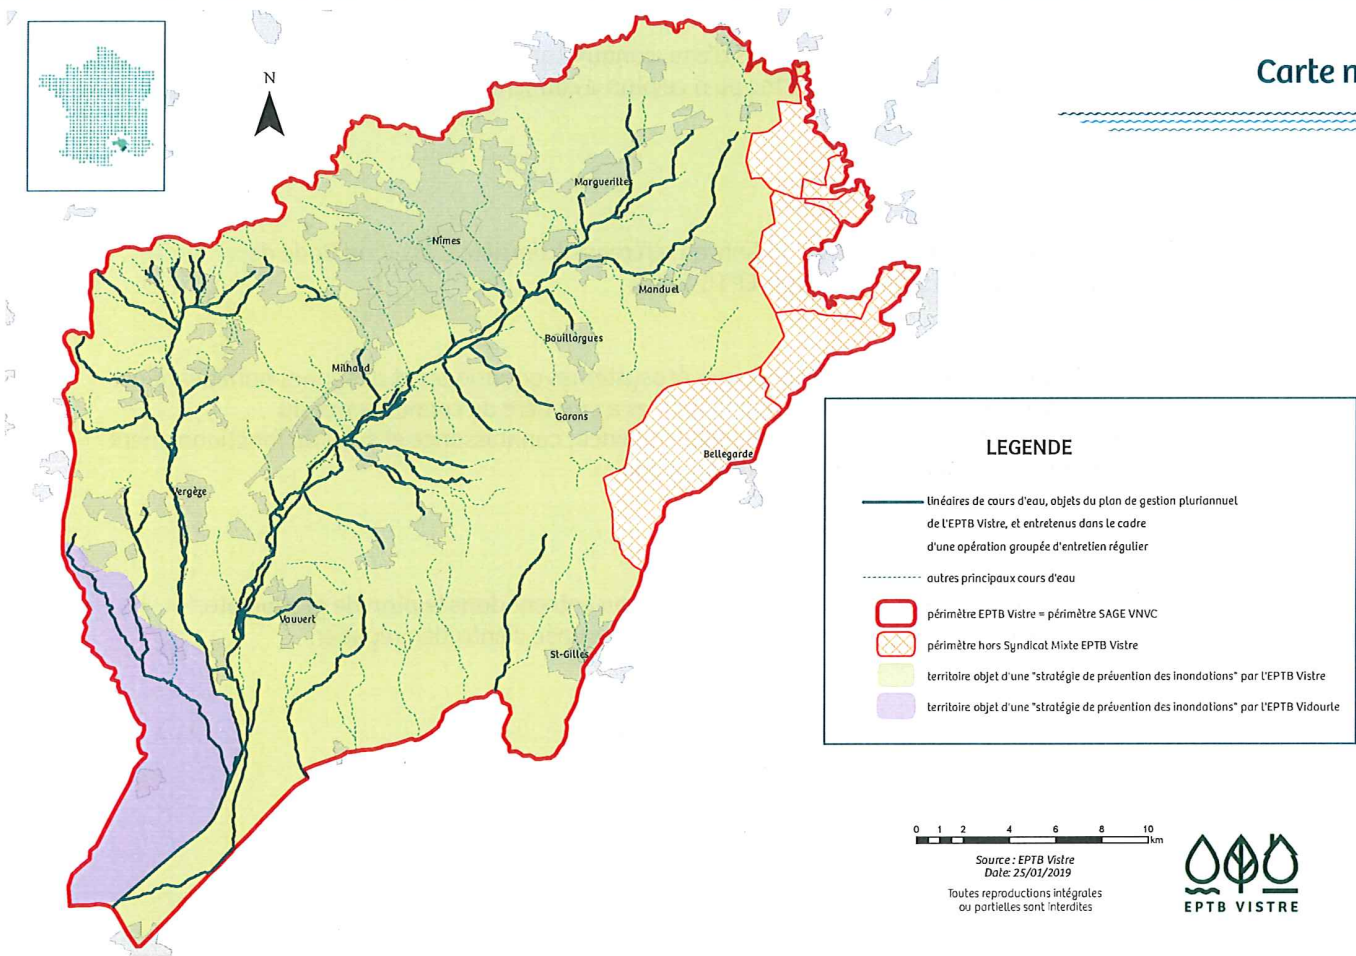 Carte n
N
Marguerittes
Nîmes
Manduel
Bouillargues
Milhaud
Garons
Bellegarde
Vergèze
Vauvert
St-Gilles
LEGENDE
linéaires de cours d'eau, objets du plan de gestion pluriannuel
de l'EPTB Vistre, et entretenus dans le cadre
d'une opération groupée d'entretien régulier
autres principaux cours d'eau
périmètre EPTB Vistre = périmètre SAGE VNVC
périmètre hors Syndicat Mixte EPTB Vistre
territoire objet d'une "stratégie de prévention des inondations" par l'EPTB Vistre
territoire objet d'une "stratégie de prévention des inondations" par l'EPTB Vidourle
0 1 2 4 6 8 10
km
Source : EPTB Vistre
Date: 25/01/2019
Toutes reproductions intégrales
ou partielles sont interdites
EPTB VISTRE